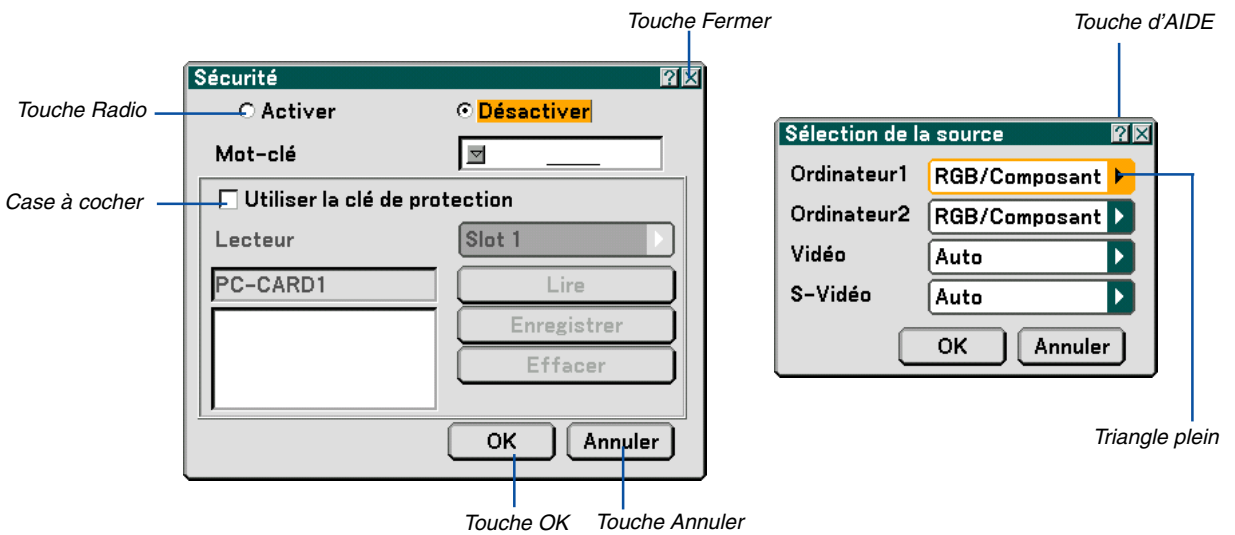 Touche Fermer
Touche d'AIDE
Sécurité
Touche Radio
Activer
Désactiver
Mot-clé
Case à cocher
Utiliser la clé de protection
Lecteur
Slot 1
PC-CARD1
Lire
Enregistrer
Effacer
OK
Annuler
Touche OK
Touche Annuler
Sélection de la source
Ordinateur1
RGB/Composant
Ordinateur2
RGB/Composant
Vidéo
Auto
S-Vidéo
Auto
OK
Annuler
Triangle plein